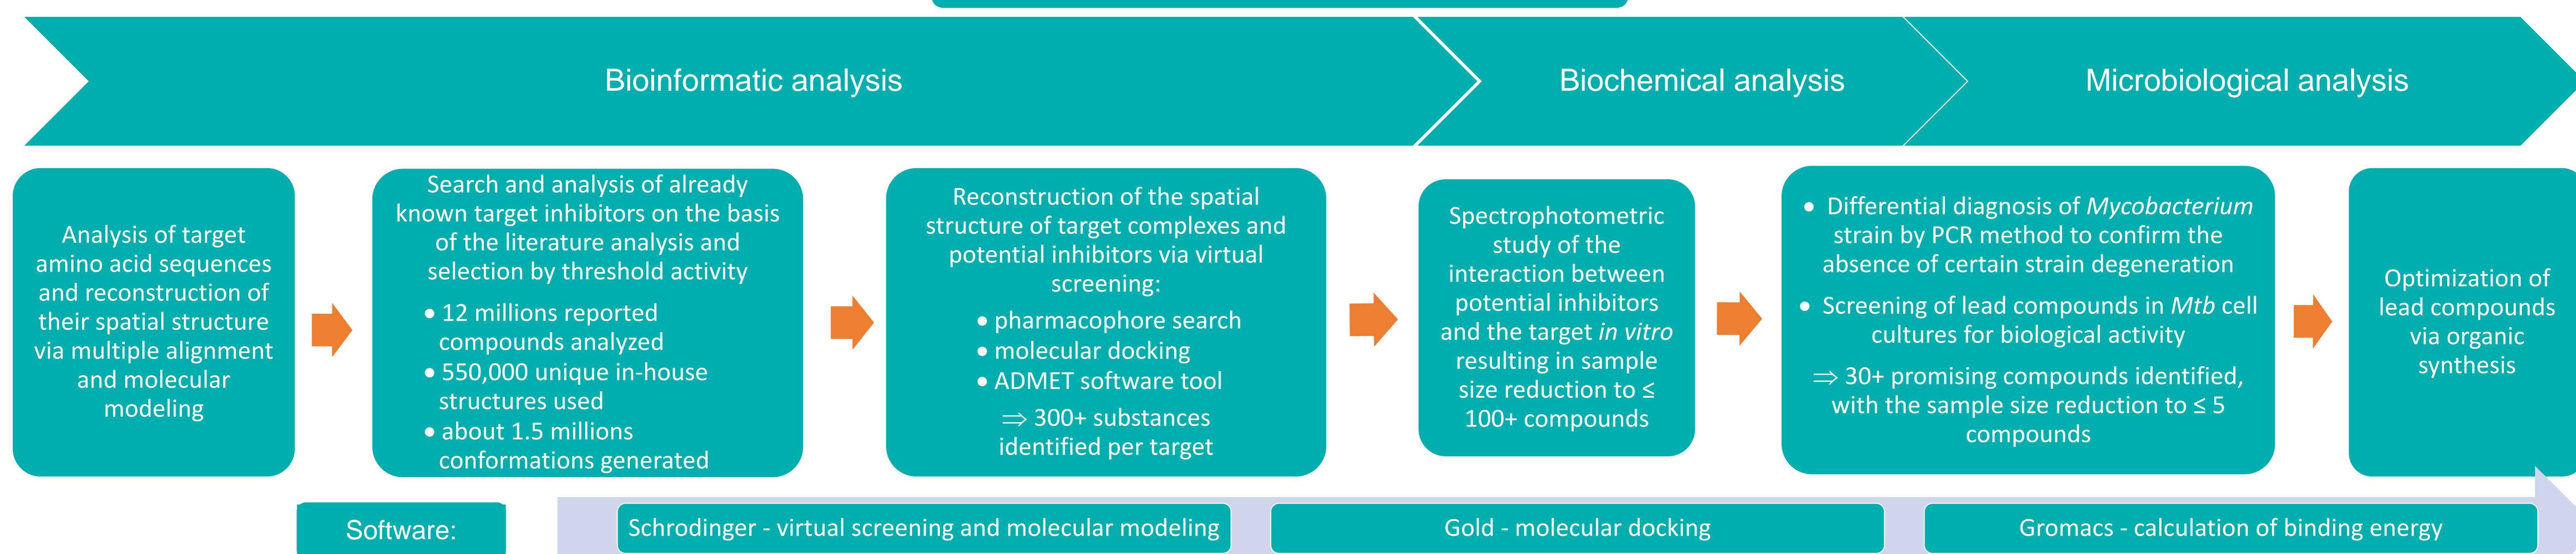 Bioinformatic analysis
Biochemical analysis
Microbiological analysis
Analysis of target
amino acid sequences
and reconstruction of
their spatial structure
via multiple alignment
and molecular
modeling
Search and analysis of already
known target inhibitors on the basis
of the literature analysis and
selection by threshold activity
• 12 millions reported
compounds analyzed
• 550,000 unique in-house
structures used
• about 1.5 millions
conformations generated
Reconstruction of the spatial
structure of target complexes and
potential inhibitors via virtual
screening:
• pharmacophore search
• molecular docking
• ADMET software tool
⇒ 300+ substances
identified per target
Spectrophotometric
study of the
interaction between
potential inhibitors
and the target in vitro
resulting in sample
size reduction to ≤
100+ compounds
• Differential diagnosis of Mycobacterium
strain by PCR method to confirm the
absence of certain strain degeneration
• Screening of lead compounds in Mtb cell
cultures for biological activity
⇒ 30+ promising compounds identified,
with the sample size reduction to ≤ 5
compounds
Optimization of
lead compounds
via organic
synthesis
Software:
Schrodinger - virtual screening and molecular modeling
Gold - molecular docking
Gromacs - calculation of binding energy